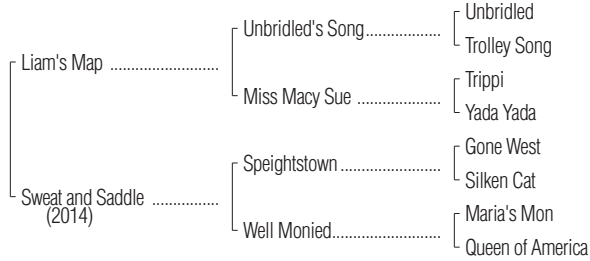 Unbridled
Unbridled's Song....................
Trolley Song
Liam's Map ............................
Trippi
Miss Macy Sue ......................
Yada Yada
Gone West
Speightstown ..........................
Silken Cat
Sweat and Saddle .................
(2014)
Maria's Mon
Well Monied............................
Queen of America